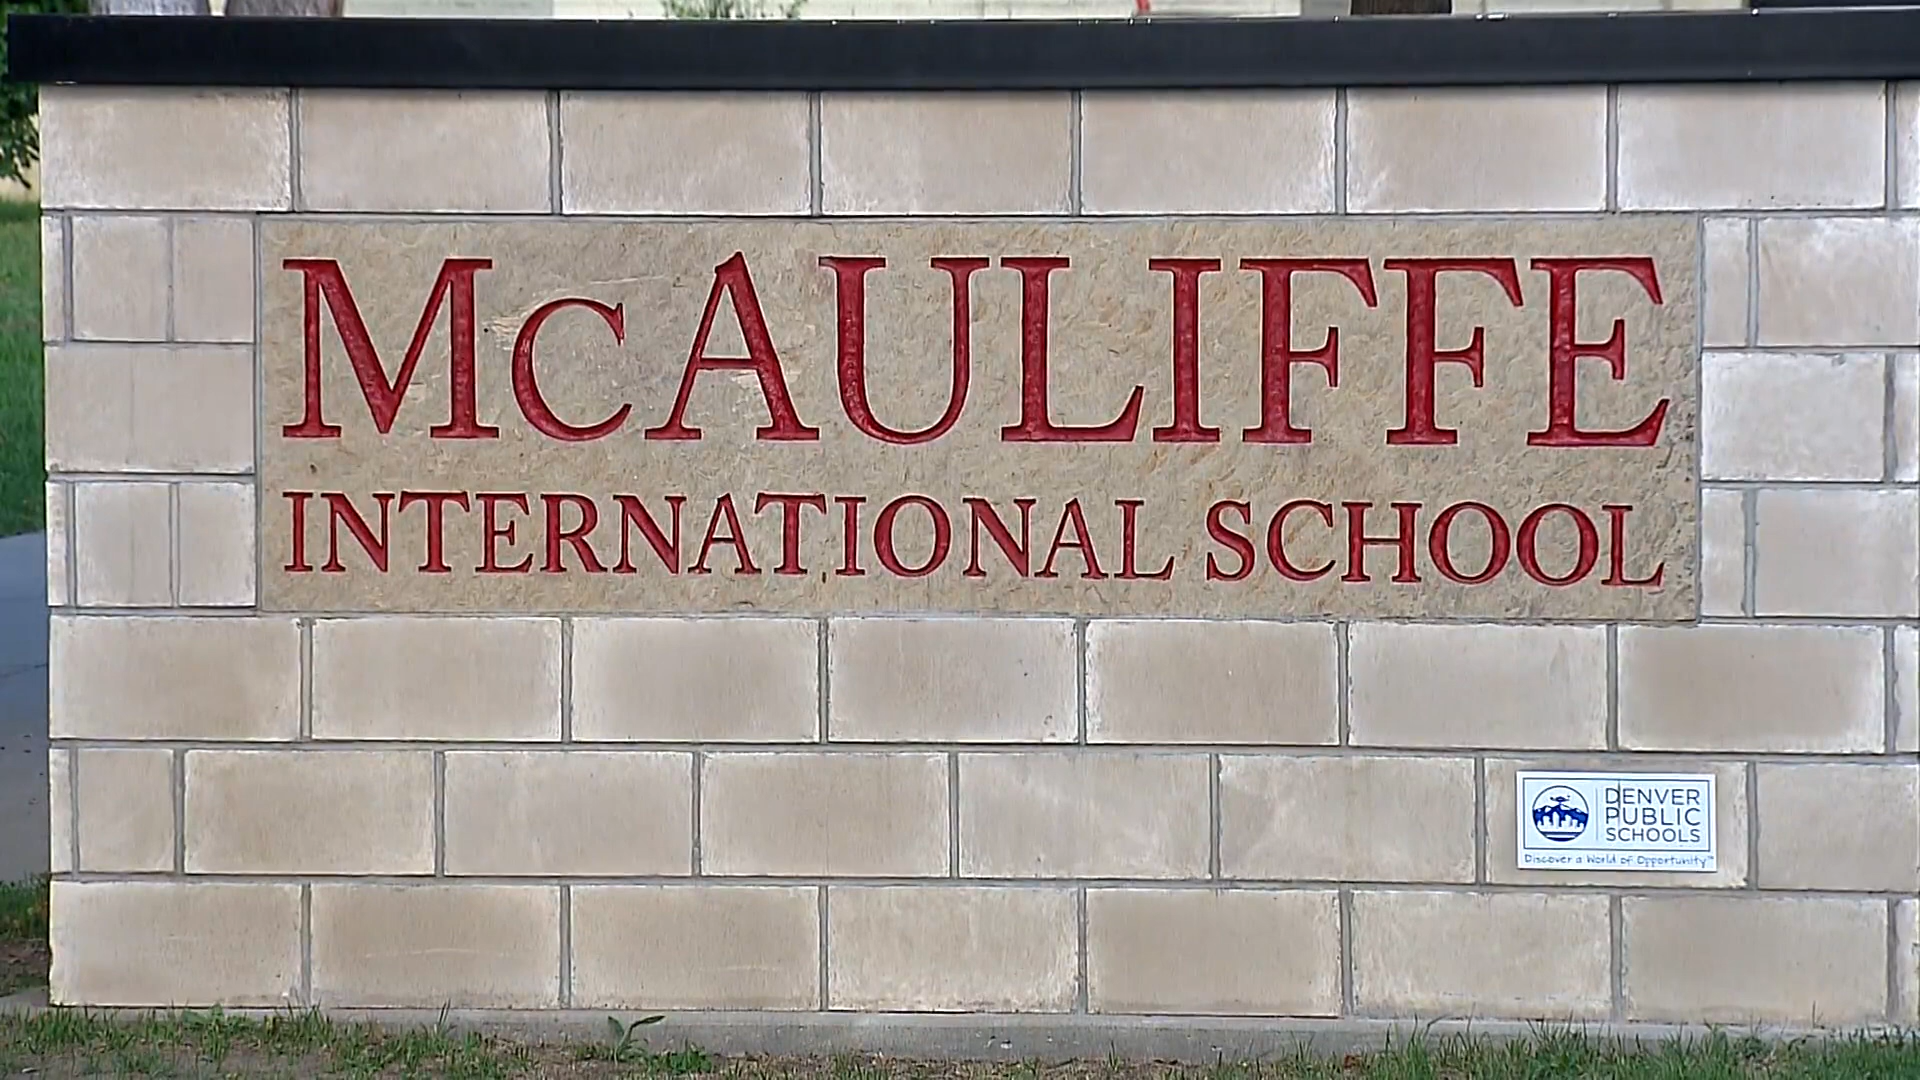 McAULIFFE
INTERNATIONAL SCHOOL
DENVER
PUBLIC
SCHOOLS
Discover a World of Opportunity™